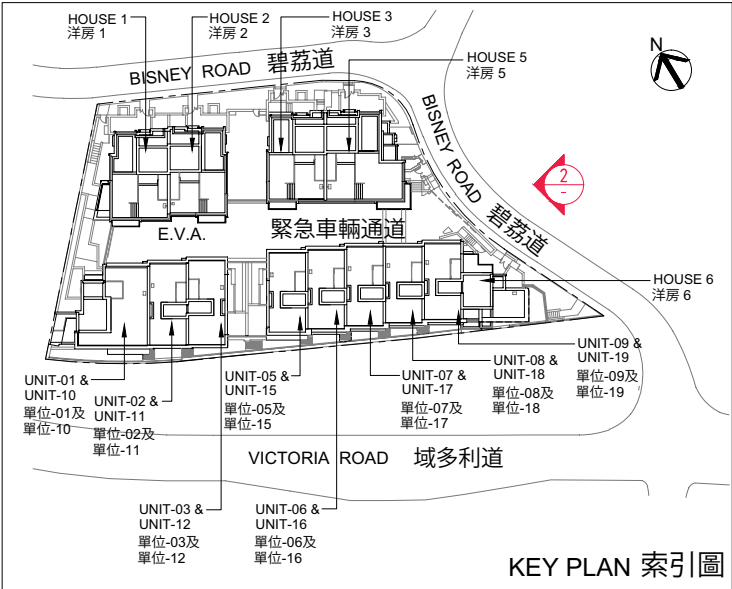 HOUSE 1
洋房 1
HOUSE 2
洋房 2
HOUSE 3
洋房 3
HOUSE 5
洋房 5
N
BISNEY ROAD 碧荔道
BISNEY ROAD 碧荔道
2
-
E.V.A. 緊急車輛通道
HOUSE 6
洋房 6
UNIT-01 &
UNIT-10
單位-01及
單位-10
UNIT-02 &
UNIT-11
單位-02及
單位-11
UNIT-05 &
UNIT-15
單位-05及
單位-15
UNIT-07 &
UNIT-17
單位-07及
單位-17
UNIT-08 &
UNIT-18
單位-08及
單位-18
UNIT-09 &
UNIT-19
單位-09及
單位-19
VICTORIA ROAD 域多利道
UNIT-03 &
UNIT-12
單位-03及
單位-12
UNIT-06 &
UNIT-16
單位-06及
單位-16
KEY PLAN 索引圖